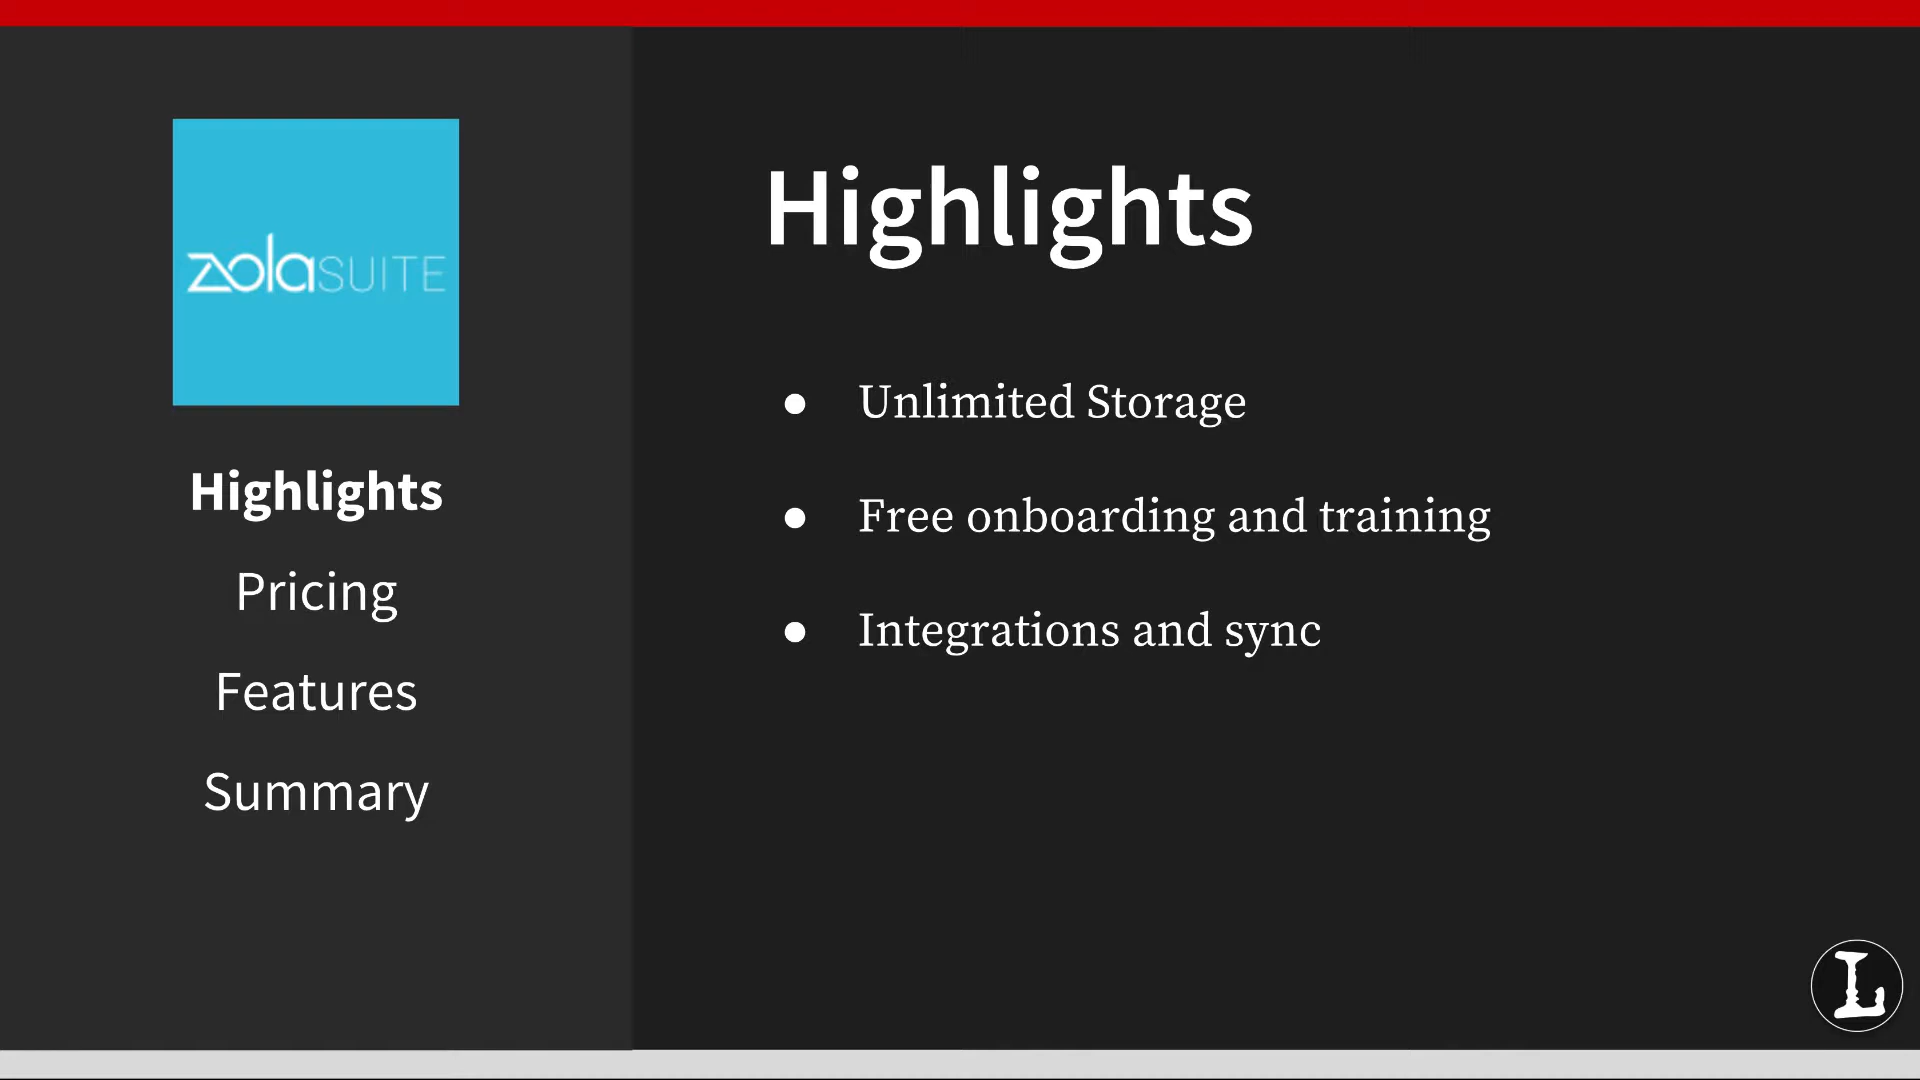 zolaSUITE
Highlights
Pricing
Features
Summary
Highlights
● Unlimited Storage
● Free onboarding and training
● Integrations and sync
L